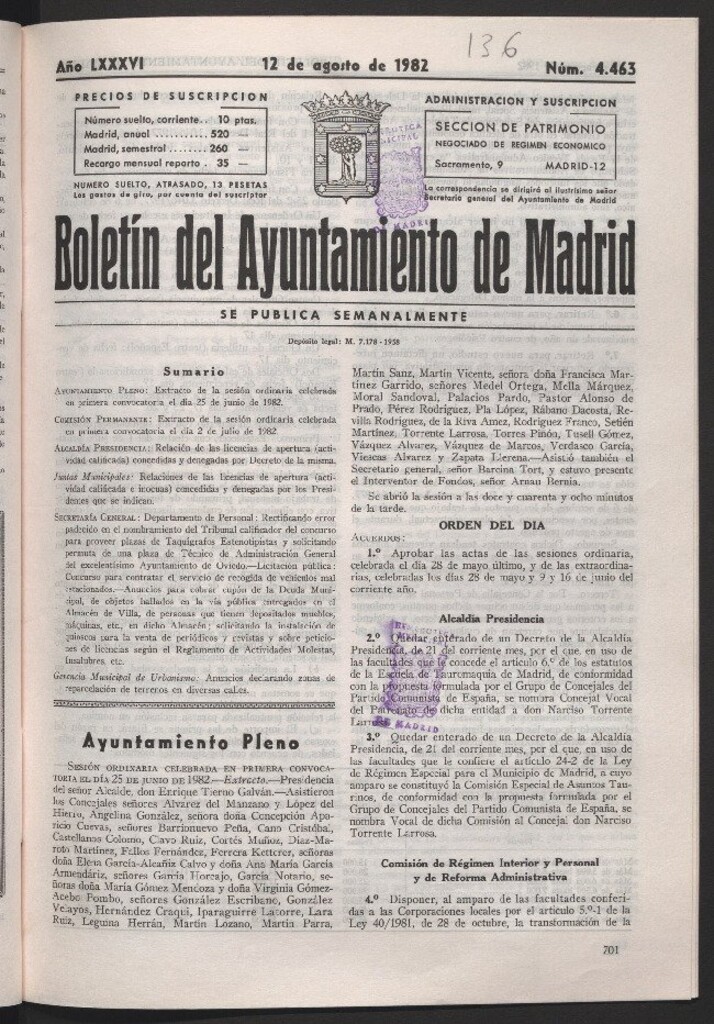 136
Año LXXXVI
12 de agosto de 1982
Núm. 4.463
PRECIOS DE SUSCRIPCION
Número suelto, corriente.. 10 ptas.
Madrid, anual ........... 520 —
Madrid, semestral ........ 260 —
Recargo mensual reparto . 35 —
NUMERO SUELTO, ATRASADO, 13 PESETAS
Los gastos de giro, por cuenta del suscriptor
ADMINISTRACION Y SUSCRIPCION
SECCION DE PATRIMONIO
NEGOCIADO DE REGIMEN ECONOMICO
Sacramento, 9 MADRID-12
La correspondencia se dirigirá al ilustrísimo señor
Secretario general del Ayuntamiento de Madrid
Boletín del Ayuntamiento de Madrid
SE PUBLICA SEMANALMENTE
Depósito legal: M. 7.178 - 1958
Sumario
AYUNTAMIENTO PLENO: Extracto de la sesión ordinaria celebrada
en primera convocatoria el día 25 de junio de 1982.
COMISIÓN PERMANENTE: Extracto de la sesión ordinaria celebrada
en primera convocatoria el día 2 de julio de 1982.
ALCALDÍA PRESIDENCIA: Relación de las licencias de apertura (acti-
vidad calificada) concedidas y denegadas por Decreto de la misma.
Juntas Municipales: Relaciones de las licencias de apertura (acti-
vidad calificada e inocuas) concedidas y denegadas por los Presi-
dentes que se indican.
SECRETARÍA GENERAL: Departamento de Personal: Rectificando error
padecido en el nombramiento del Tribunal calificador del concurso
para proveer plazas de Taquígrafos Estenotipistas y solicitando
permuta de una plaza de Técnico de Administración General
del excelentísimo Ayuntamiento de Oviedo.—Licitación pública:
Concurso para contratar el servicio de recogida de vehículos mal
estacionados.—Anuncios para cobrar cupón de la Deuda Munici-
pal, de objetos hallados en la vía pública entregados en el
Almacén de Villa, de personas que tienen depositados muebles,
máquinas, etc., en dicho Almacén; solicitando la instalación de
quioscos para la venta de periódicos y revistas y sobre peticio-
nes de licencias según el Reglamento de Actividades Molestas,
Insalubres, etc.
Gerencia Municipal de Urbanismo: Anuncios declarando zonas de
reparcelación de terrenos en diversas calles.
Ayuntamiento Pleno
SESIÓN ORDINARIA CELEBRADA EN PRIMERA CONVOCA-
TORIA EL DÍA 25 DE JUNIO DE 1982.—Extracto.—Presidencia
del señor Alcalde, don Enrique Tierno Galván.—Asistieron
los Concejales señores Alvarez del Manzano y López del
Hierro, Angelina González, señora doña Concepción Apa-
ricio Cuevas, señores Barrionuevo Peña, Cano Cristóbal,
Castellanos Colomo, Clavo Ruiz, Cortés Muñoz, Díaz-Ma-
roto Martínez, Fallos Fernández, Herrera Ketterer, señoras
doña Elena García-Alcañiz Calvo y doña Ana María García
Armendáriz, señores García Horcajo, García Notario, se-
ñoras doña María Gómez Mendoza y doña Virginia Gómez-
Acebo Pombo, señores González Escribano, González
Velayos, Hernández Craqui, Iparaguirre Latorre, Lara
Ruiz, Leguina Herrán, Martín Lozano, Martín Parra,
Martín Sanz, Martín Vicente, señora doña Francisca Mar-
tínez Garrido, señores Medel Ortega, Mella Márquez,
Moral Sandoval, Palacios Pardo, Pastor Alonso de
Prado, Pérez Rodríguez, Pla López, Rábano Dacosta, Re-
villa Rodríguez, de la Riva Amez, Rodríguez Franco, Setién
Martínez, Torrente Larrosa, Torres Piñón, Tusell Gómez,
Vázquez Alvarez, Vázquez de Marcos, Verdasco García,
Viescas Alvarez y Zapata Llerena.—Asistió también el
Secretario general, señor Barcina Tort, y estuvo presente
el Interventor de Fondos, señor Arnau Bernia.
Se abrió la sesión a las doce y cuarenta y ocho minutos
de la tarde.
ORDEN DEL DIA
ACUERDOS:
1.º Aprobar las actas de las sesiones ordinaria,
celebrada el día 28 de mayo último, y de las extraordina-
rias, celebradas los días 28 de mayo y 9 y 16 de junio del
corriente año.
Alcaldía Presidencia
2.º Quedar enterado de un Decreto de la Alcaldía
Presidencia, de 21 del corriente mes, por el que, en uso de
las facultades que le concede el artículo 6.º de los estatutos
de la Escuela de Tauromaquia de Madrid, de conformidad
con la propuesta formulada por el Grupo de Concejales del
Partido Comunista de España, se nombra Concejal Vocal
del Patronato de dicha entidad a don Narciso Torrente
Larrosa.
3.º Quedar enterado de un Decreto de la Alcaldía
Presidencia, de 21 del corriente mes, por el que, en uso de
las facultades que le confiere el artículo 24-2 de la Ley
de Régimen Especial para el Municipio de Madrid, a cuyo
amparo se constituyó la Comisión Especial de Asuntos Tau-
rinos, de conformidad con la propuesta formulada por el
Grupo de Concejales del Partido Comunista de España, se
nombra Vocal de dicha Comisión al Concejal don Narciso
Torrente Larrosa.
Comisión de Régimen Interior y Personal
y de Reforma Administrativa
4.º Disponer, al amparo de las facultades conferi-
das a las Corporaciones locales por el artículo 5.º-1 de la
Ley 40/1981, de 28 de octubre, la transformación de la
701